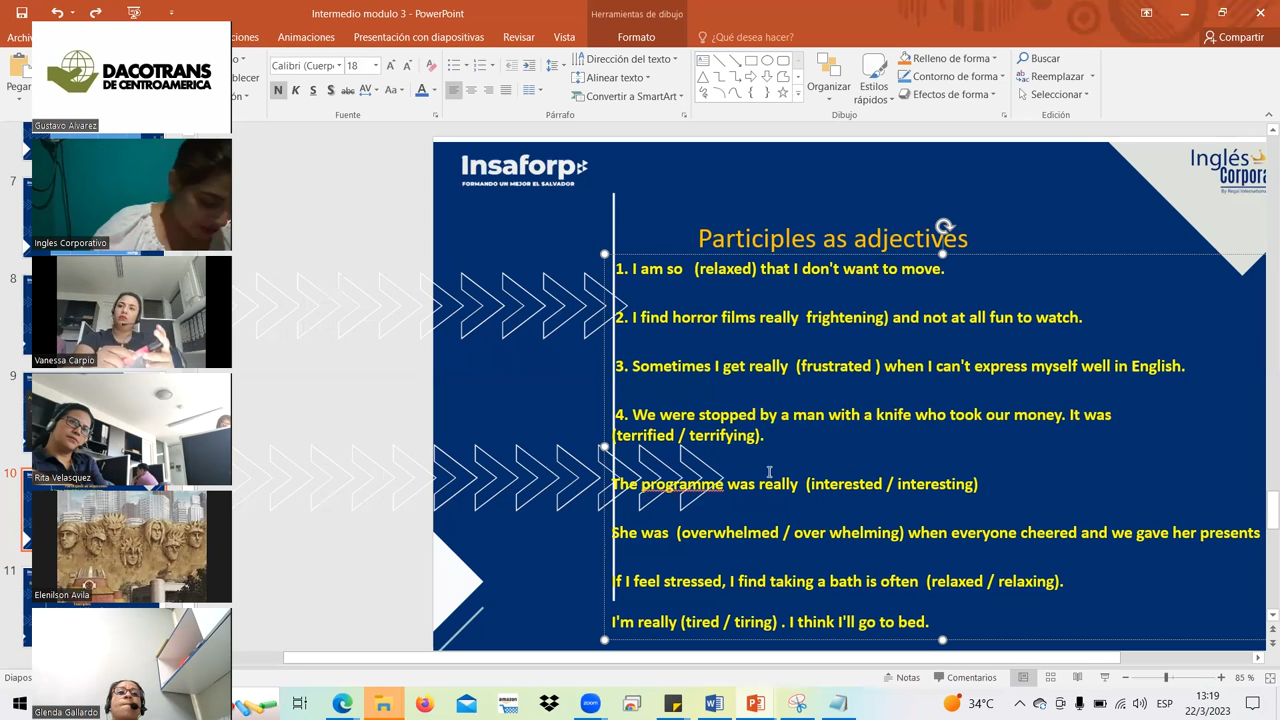 Herramientas de dibujo
ciones
Animaciones
Presentación con diapositivas
Revisar
Vista
Formato
¿Qué desea hacer?
Compartir
Calibri (Cuerp
18
Dirección del texto
Alinear texto
Convertir a SmartArt
Organizar
Estilos
rápidos
Relleno de forma
Contorno de forma
Efectos de forma
Buscar
Reemplazar
Seleccionar
N K S S abc AV Aa A
Fuente
Párrafo
Dibujo
Edición
DACOTRANS
DE CENTROAMERICA
Gustavo Alvarez
Ingles Corporativo
Vanessa Carpio
Rita Velasquez
Elenilson Avila
Glenda Gallardo
Insaforp
FORMANDO UN MEJOR EL SALVADOR
Inglés
Corpora
By Regal Internation
Participles as adjectives
1. I am so (relaxed) that I don't want to move.
2. I find horror films really frightening) and not at all fun to watch.
3. Sometimes I get really (frustrated ) when I can't express myself well in English.
4. We were stopped by a man with a knife who took our money. It was
(terrified / terrifying).
The programme was really (interested / interesting)
She was (overwhelmed / over whelming) when everyone cheered and we gave her presents
If I feel stressed, I find taking a bath is often (relaxed / relaxing).
I'm really (tired / tiring) . I think I'll go to bed.
Notas
Comentarios
85 %
amazon
zoom
34°C
ESP
13:19
22/3/2023